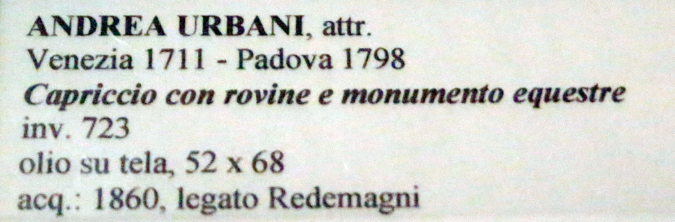 ANDREA URBANI, attr.
Venezia 1711 - Padova 1798
Capriccio con rovine e monumento equestre
inv. 723
olio su tela, 52 x 68
acq.: 1860, legato Redemagni